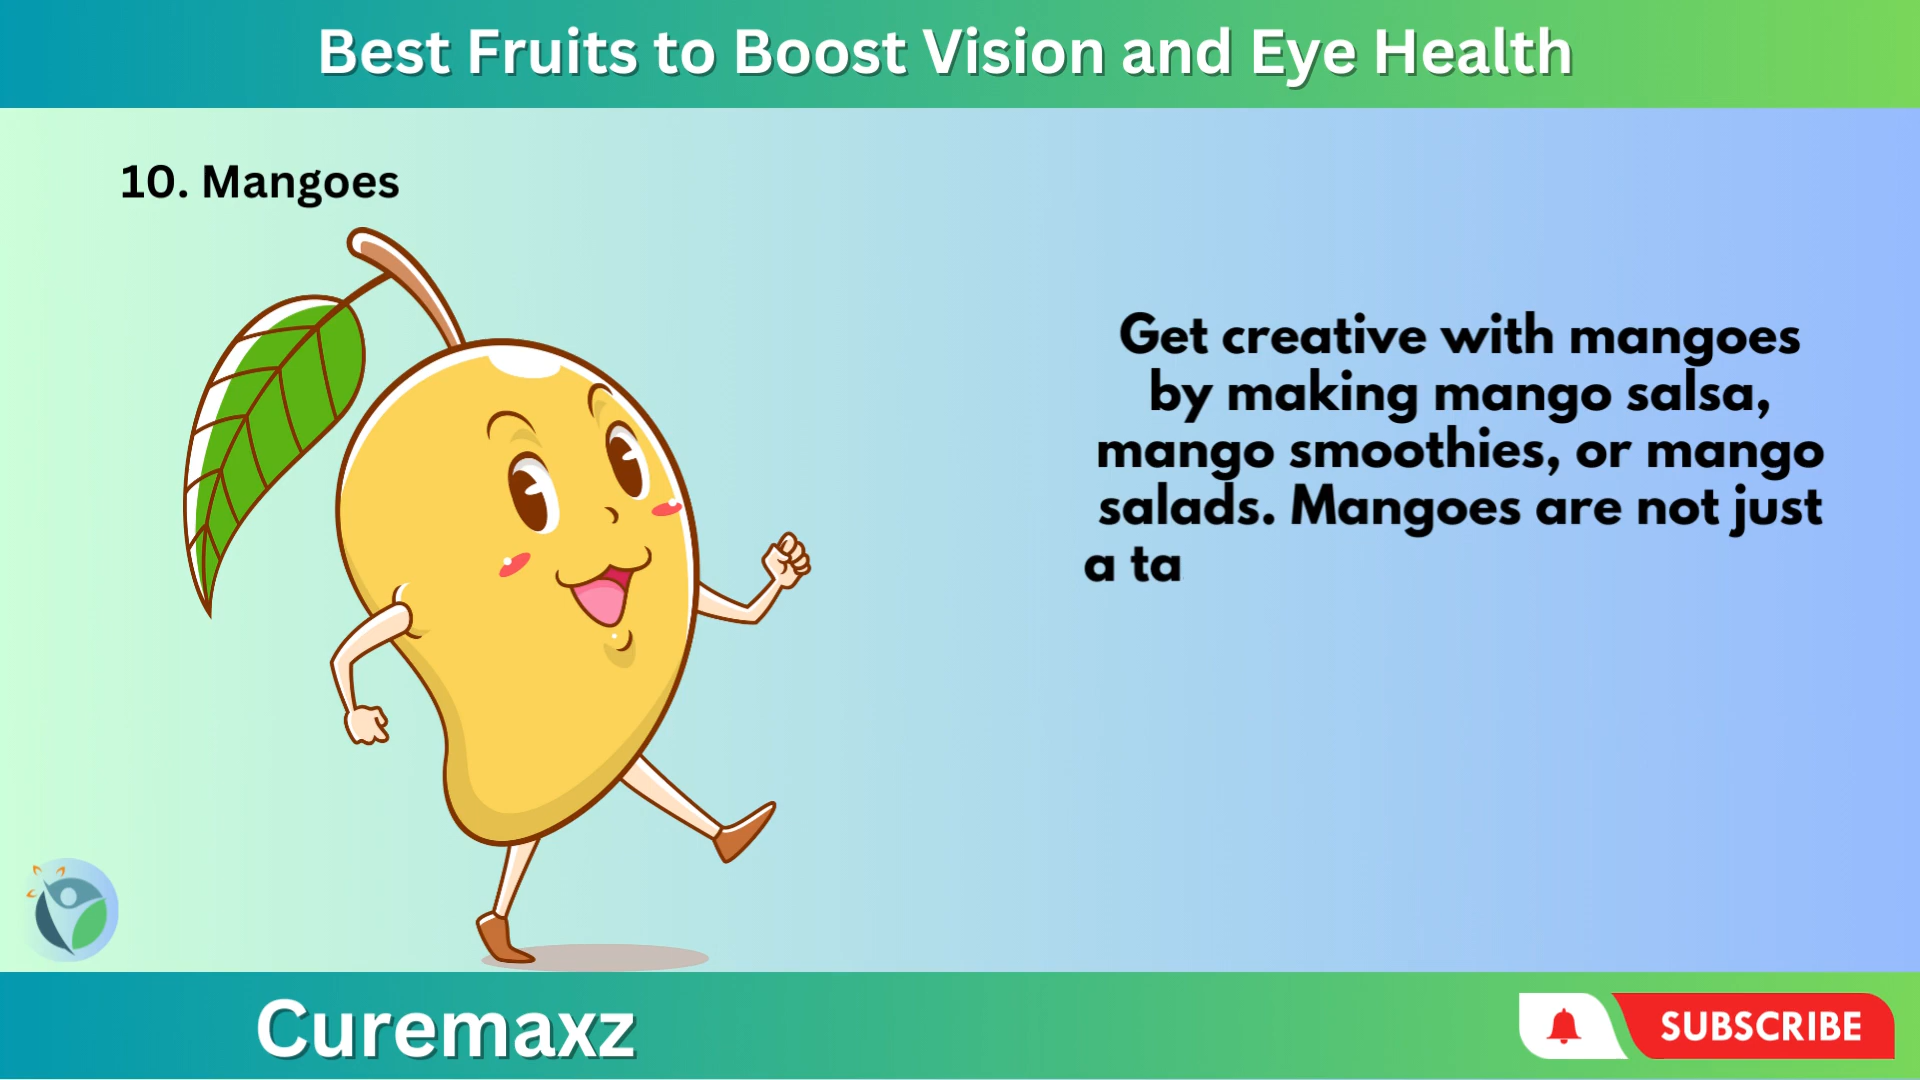 Best Fruits to Boost Vision and Eye Health
10. Mangoes
Get creative with mangoes
by making mango salsa,
mango smoothies, or mango
salads. Mangoes are not just
a ta
Curemaxz
SUBSCRIBE